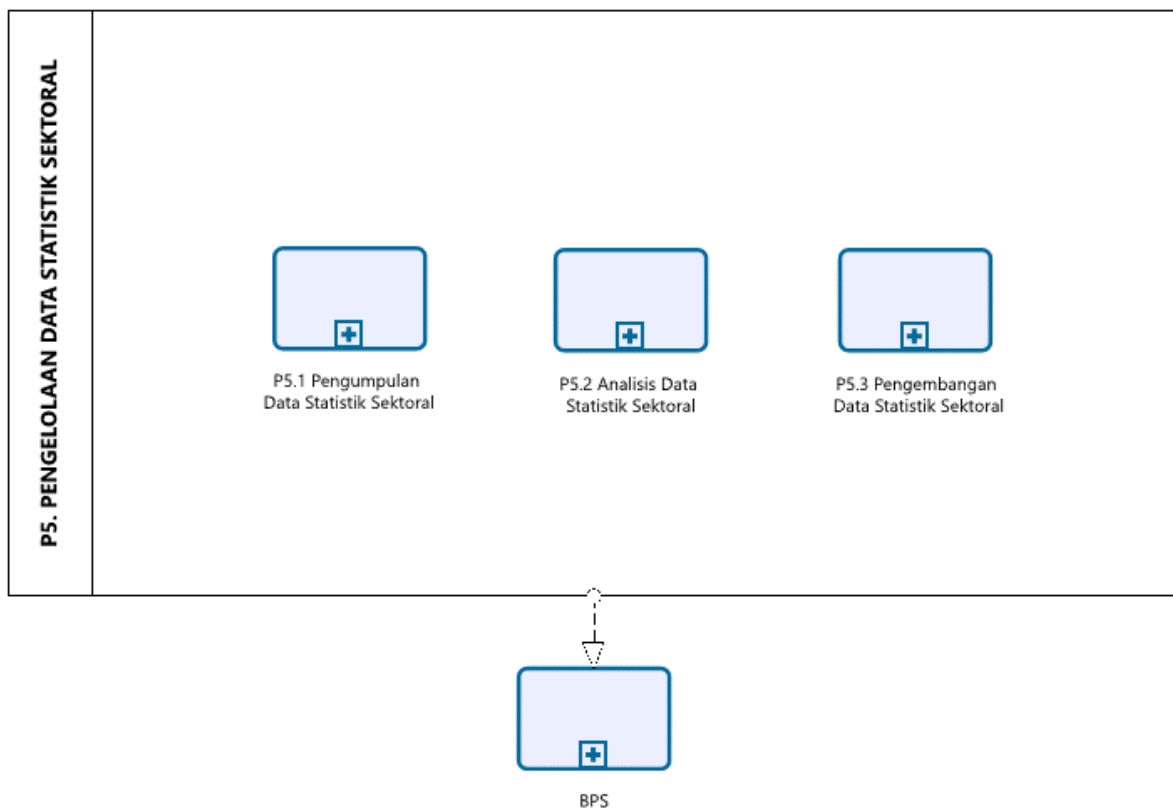 P5. PENGELOLAAN DATA STATISTIK SEKTORAL
P5.1 Pengumpulan
Data Statistik Sektoral
P5.2 Analisis Data
Statistik Sektoral
P5.3 Pengembangan
Data Statistik Sektoral
BPS